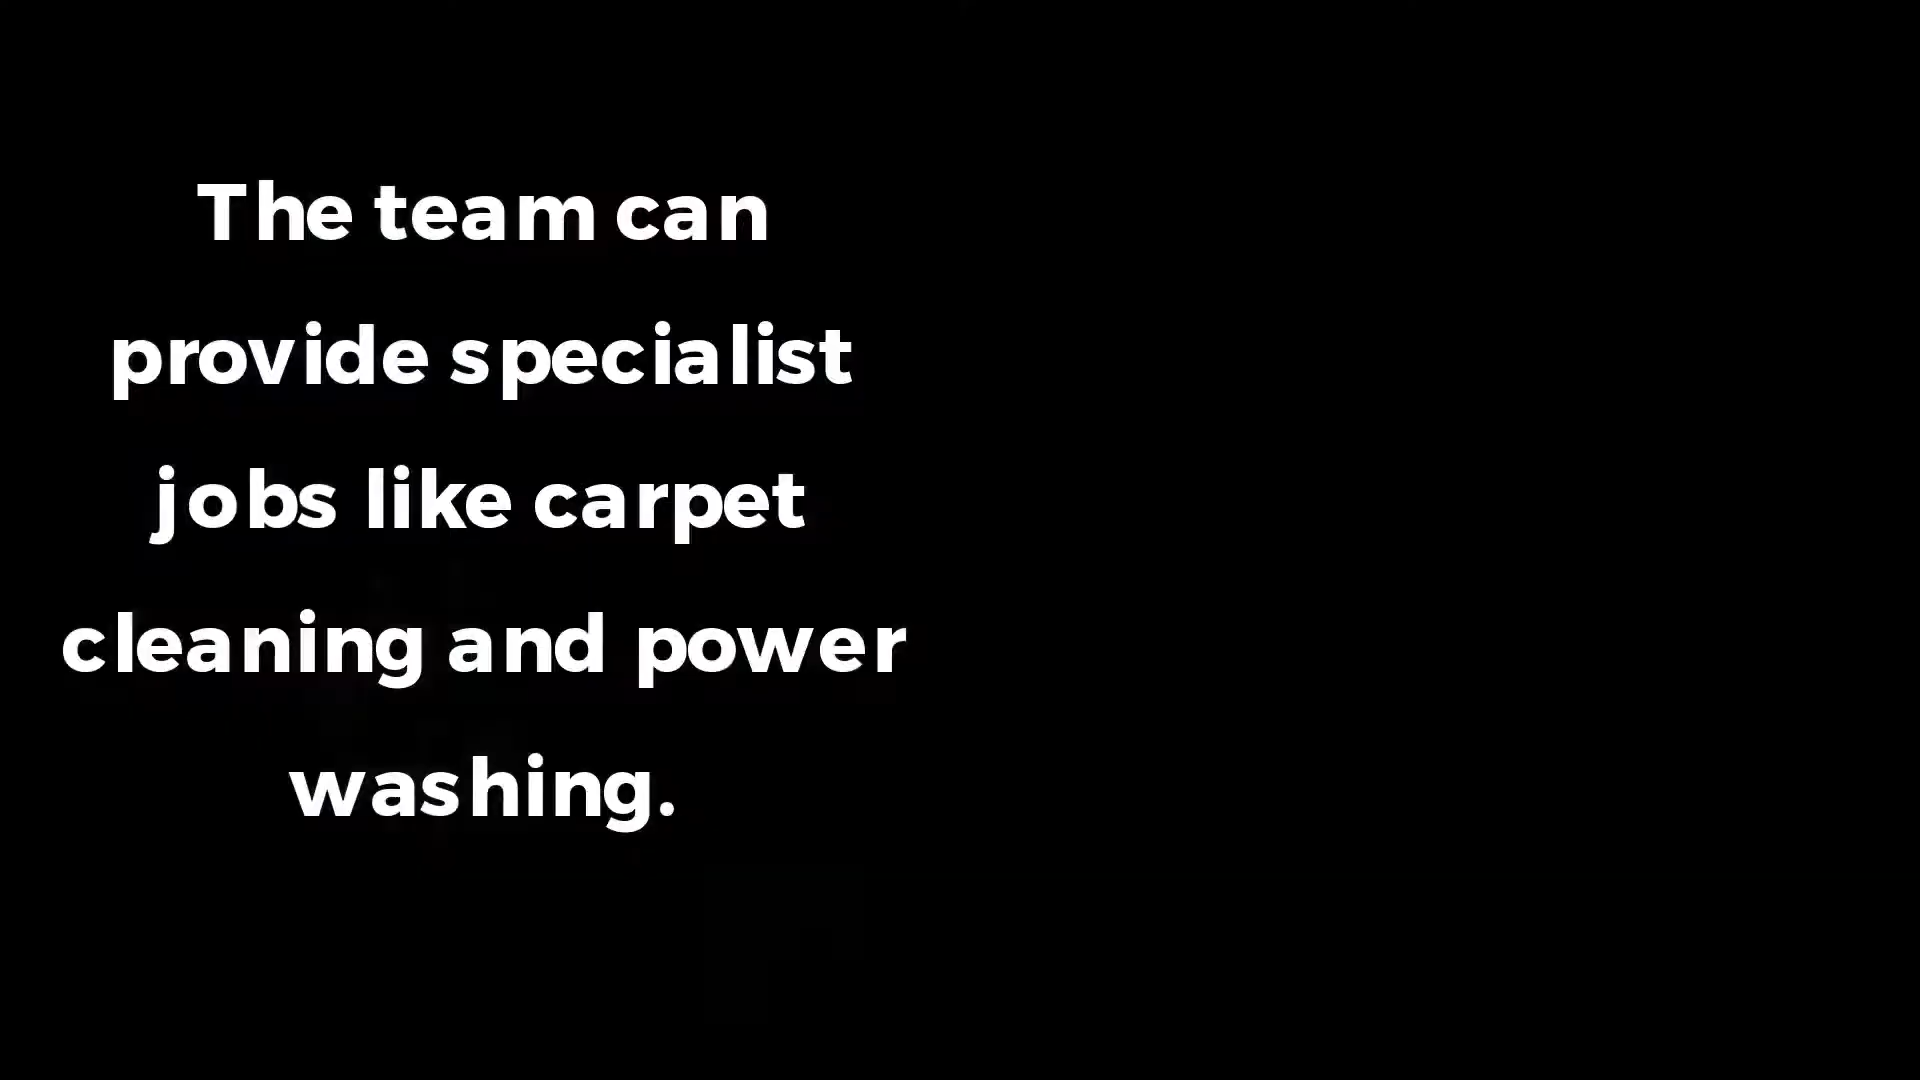 The team can
provide specialist
jobs like carpet
cleaning and power
washing.